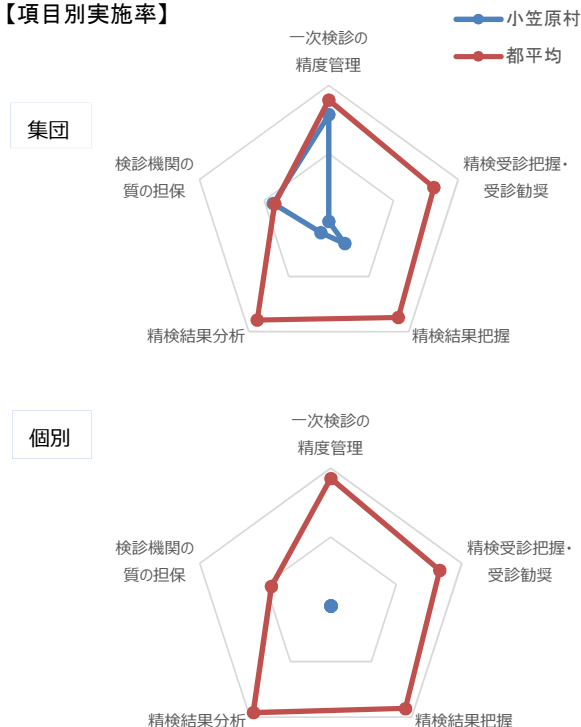 【項目別実施率】
小笠原村
都平均
集団
一次検診の
精度管理
検診機関の
質の担保
精検受診把握・
受診勧奨
精検結果分析
精検結果把握
個別
一次検診の
精度管理
検診機関の
質の担保
精検受診把握・
受診勧奨
精検結果分析
精検結果把握